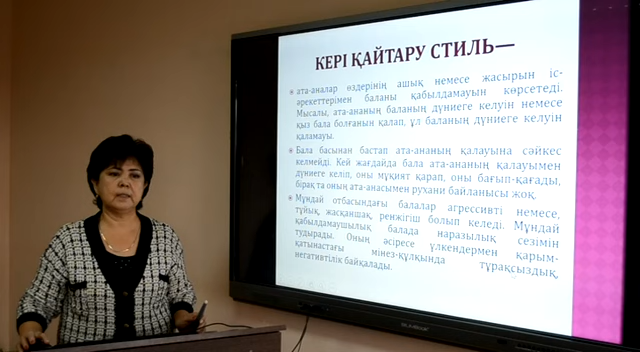 КЕРІ ҚАЙТАРУ СТИЛЬ—
ата-аналар өздерінің ашық немесе жасырын іс-
әрекеттерімен баланы қабылдамауын көрсетеді.
Мысалы, ата-ананың баланың дүниеге келуін немесе
қыз бала болғанын қалап, ұл баланың дүниеге келуін
қаламауы.
Бала басынан бастап ата-ананың қалауына сәйкес
келмейді. Кей жағдайда бала ата-ананың қалауымен
дүниеге келіп, оны мұқият қарап, оны бағып-қағады,
бірақ та оның ата-анасымен рухани байланысы жоқ.
Мұндай отбасындағы балалар агрессивті немесе,
тұйық, жасқаншақ, ренжігіш болып келеді. Мұндай
қабылдамаушылық балада наразылық сезімін
тудырады. Оның әсіресе үлкендермен қарым-
қатынастағы мінез-құлқында тұрақсыздық,
негативтілік байқалады.